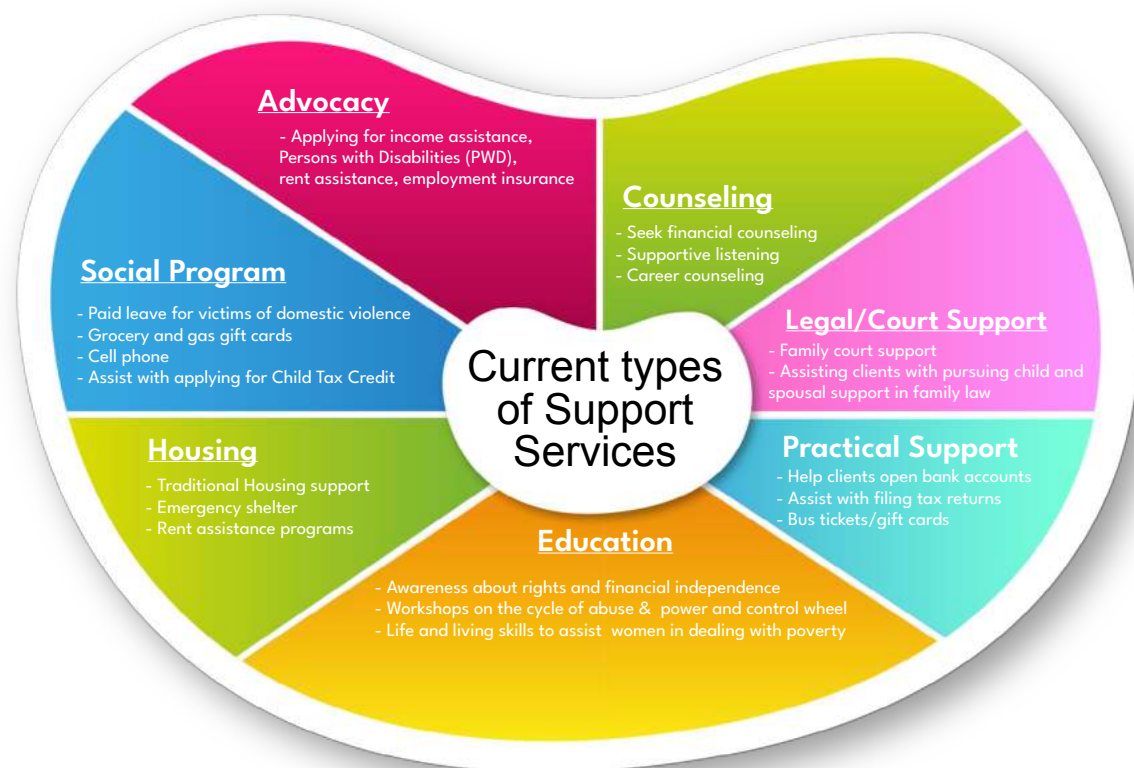 Advocacy
- Applying for income assistance,
Persons with Disabilities (PWD),
rent assistance, employment insurance
Counseling
- Seek financial counseling
- Supportive listening
- Career counseling
Social Program
- Paid leave for victims of domestic violence
- Grocery and gas gift cards
- Cell phone
- Assist with applying for Child Tax Credit
Legal/Court Support
- Family court support
- Assisting clients with pursuing child and
spousal support in family law
Current types
of Support
Services
Housing
- Traditional Housing support
- Emergency shelter
- Rent assistance programs
Practical Support
- Help clients open bank accounts
- Assist with filing tax returns
- Bus tickets/gift cards
Education
- Awareness about rights and financial independence
- Workshops on the cycle of abuse & power and control wheel
- Life and living skills to assist women in dealing with poverty